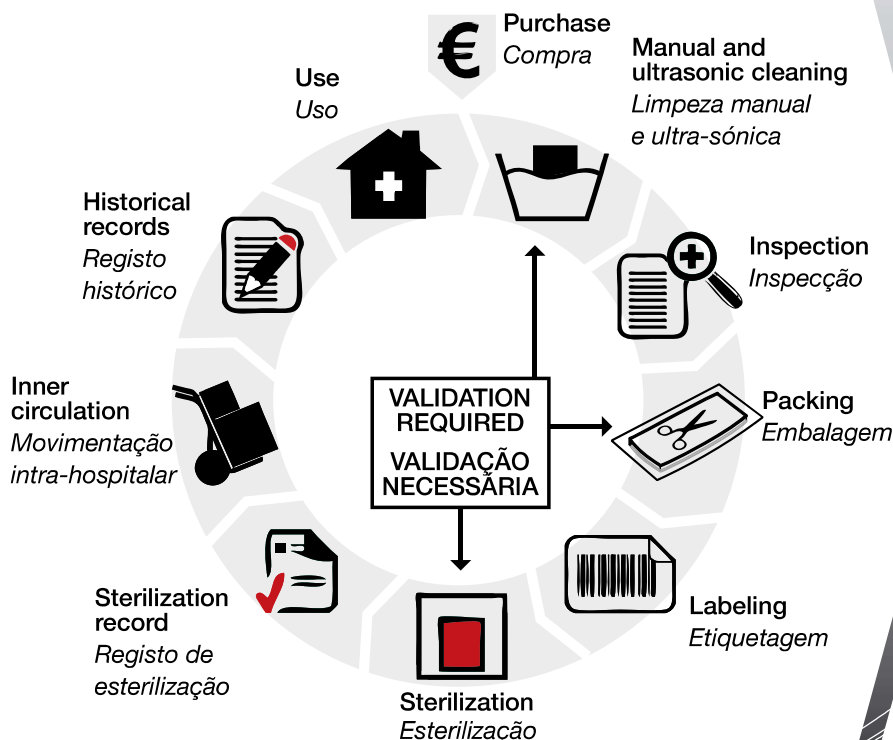 €
Purchase
Compra
Manual and
ultrasonic cleaning
Limpeza manual
e ultra-sónica
Inspection
Inspecção
Packing
Embalagem
Labeling
Etiquetagem
Sterilization
Esterilização
Sterilization
record
Registo de
esterilização
Inner
circulation
Movimentação
intra-hospitalar
Historical
records
Registo
histórico
Use
Uso
VALIDATION
REQUIRED
VALIDAÇÃO
NECESSÁRIA